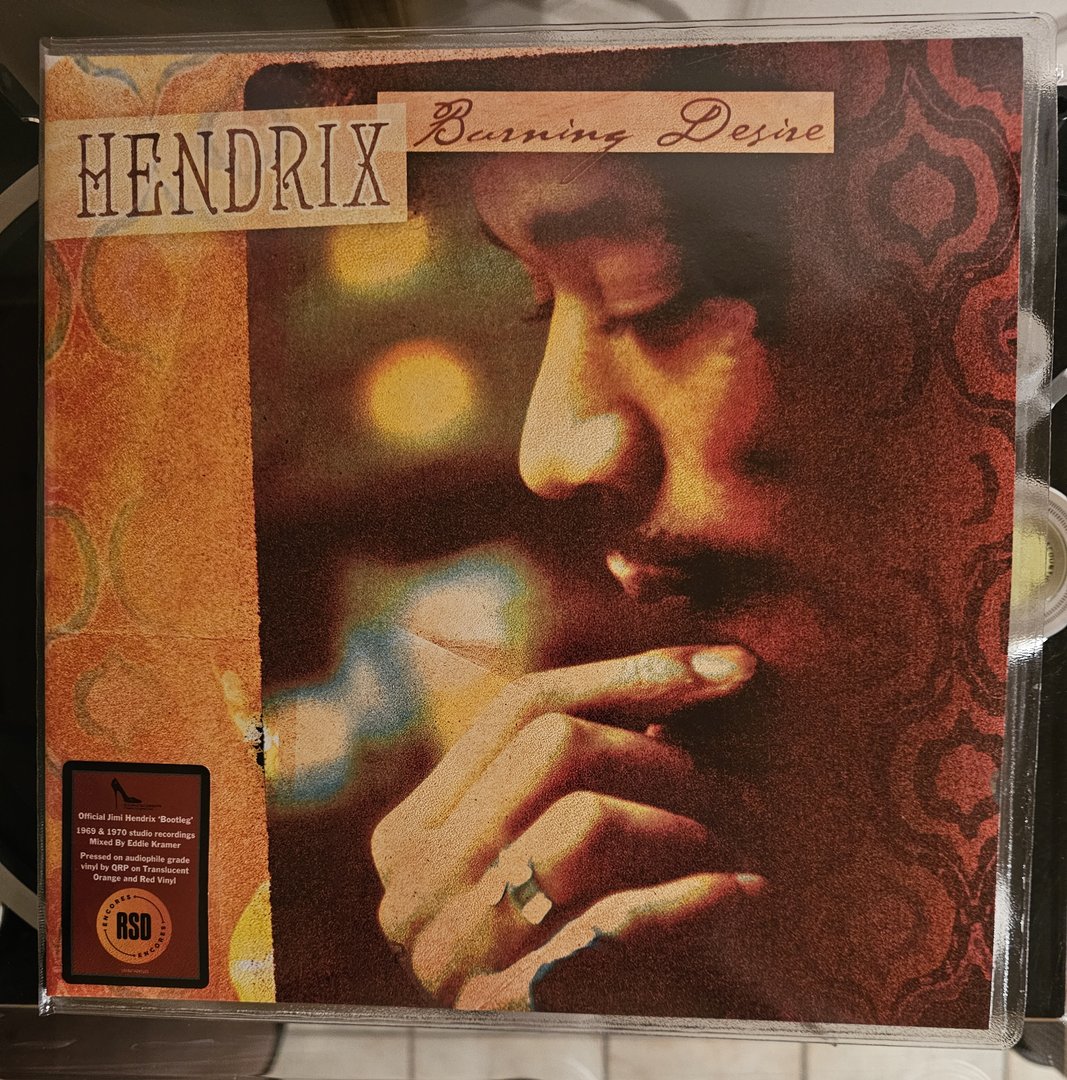 HENDRIX
Burning Desire
Official Jimi Hendrix 'Bootleg'
1969 & 1970 studio recordings
Mixed By Eddie Kramer
Pressed on audiophile grade
vinyl by QRP on Translucent
Orange and Red Vinyl
ENCORES
RSD
ENCORES